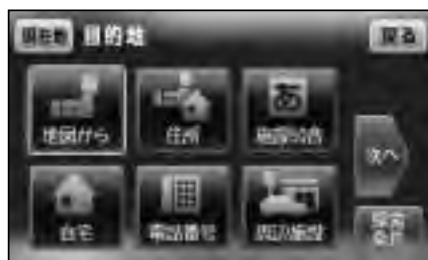 現在地 目的地 戻る
地図から 住所 施設50音
次へ
自宅 電話番号 周辺施設